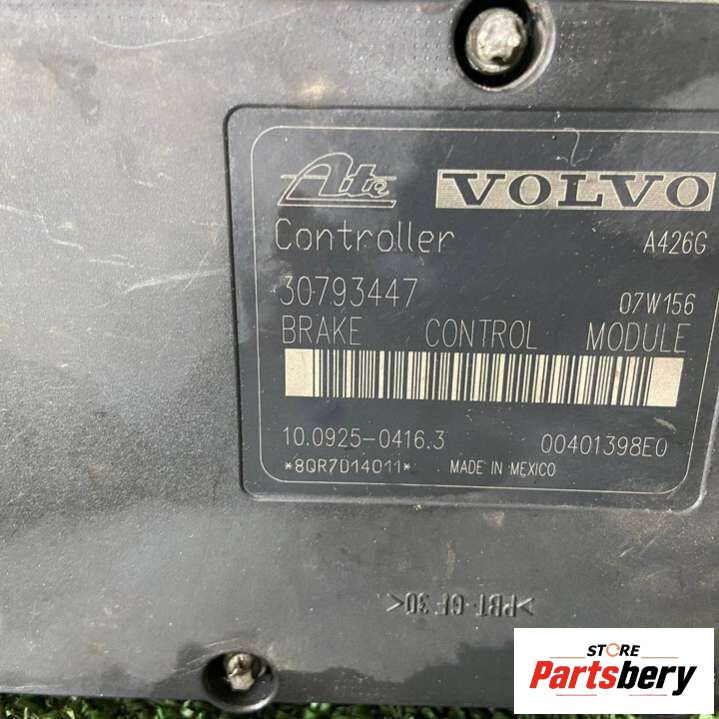 Ate VOLVO
Controller A426G
30793447 07W156
BRAKE CONTROL MODULE
10.0925-0416.3 00401398E0
*8QR7D14011* MADE IN MEXICO
>PBT-GF30<
STORE
Partsbery